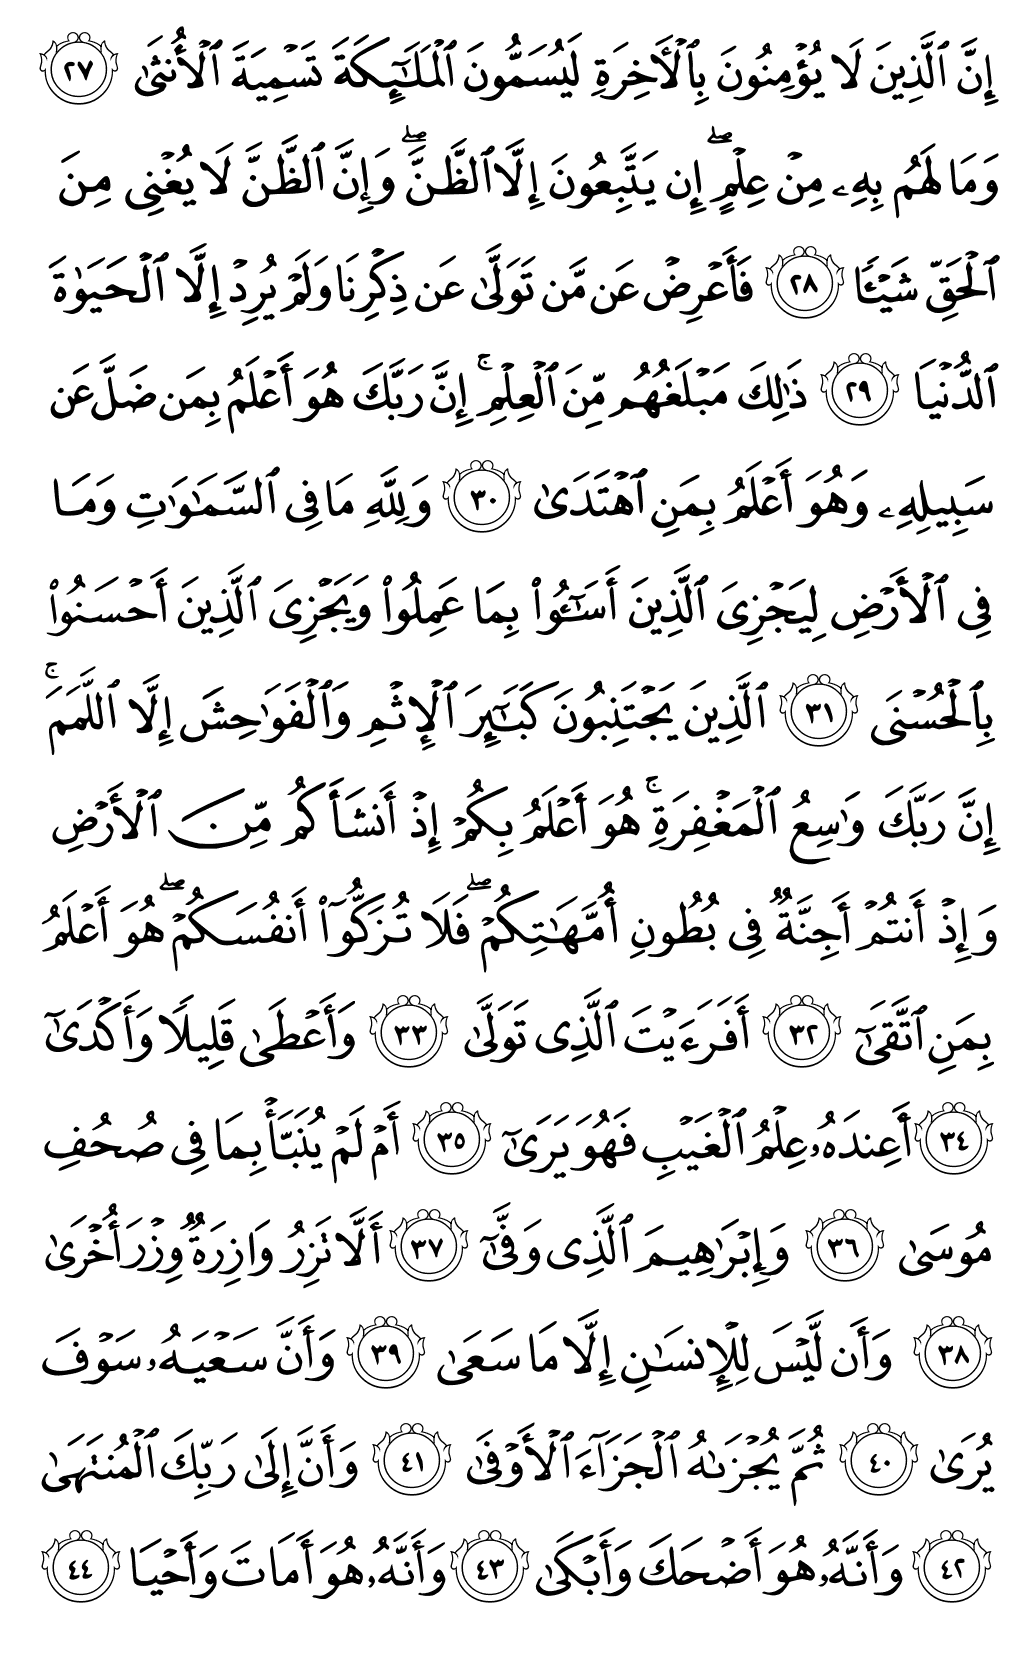 إِنَّ ٱلَّذِينَ لَا يُؤْمِنُونَ بِٱلْأَخِرَةِ لَيُسَمُّونَ ٱلْمَلَـٰٓئِكَةَ تَسْمِيَةَ ٱلْأُنثَىٰ ٢٧
وَمَا لَهُم بِهِۦ مِنْ عِلْمٍۖ إِن يَتَّبِعُونَ إِلَّا ٱلظَّنَّۖ وَإِنَّ ٱلظَّنَّ لَا يُغْنِى مِنَ
ٱلْحَقِّ شَيْـًٔا ٢٨ فَأَعْرِضْ عَن مَّن تَوَلَّىٰ عَن ذِكْرِنَا وَلَمْ يُرِدْ إِلَّا ٱلْحَيَوٰةَ
ٱلدُّنْيَا ٢٩ ذَٰلِكَ مَبْلَغُهُم مِّنَ ٱلْعِلْمِۚ إِنَّ رَبَّكَ هُوَ أَعْلَمُ بِمَن ضَلَّ عَن
سَبِيلِهِۦ وَهُوَ أَعْلَمُ بِمَنِ ٱهْتَدَىٰ ٣٠ وَلِلَّهِ مَا فِى ٱلسَّمَـٰوَٰتِ وَمَا
فِى ٱلْأَرْضِ لِيَجْزِىَ ٱلَّذِينَ أَسَـٰٓـُٔوا۟ بِمَا عَمِلُوا۟ وَيَجْزِىَ ٱلَّذِينَ أَحْسَنُوا۟
بِٱلْحُسْنَى ٣١ ٱلَّذِينَ يَجْتَنِبُونَ كَبَـٰٓئِرَ ٱلْإِثْمِ وَٱلْفَوَٰحِشَ إِلَّا ٱللَّمَمَۚ
إِنَّ رَبَّكَ وَٰسِعُ ٱلْمَغْفِرَةِۚ هُوَ أَعْلَمُ بِكُمْ إِذْ أَنشَأَكُم مِّنَ ٱلْأَرْضِ
وَإِذْ أَنتُمْ أَجِنَّةٌ فِى بُطُونِ أُمَّهَـٰتِكُمْۖ فَلَا تُزَكُّوٓا۟ أَنفُسَكُمْۖ هُوَ أَعْلَمُ
بِمَنِ ٱتَّقَىٰٓ ٣٢ أَفَرَءَيْتَ ٱلَّذِى تَوَلَّىٰ ٣٣ وَأَعْطَىٰ قَلِيلًا وَأَكْدَىٰٓ
٣٤ أَعِندَهُۥ عِلْمُ ٱلْغَيْبِ فَهُوَ يَرَىٰٓ ٣٥ أَمْ لَمْ يُنَبَّأْ بِمَا فِى صُحُفِ
مُوسَىٰ ٣٦ وَإِبْرَٰهِيمَ ٱلَّذِى وَفَّىٰٓ ٣٧ أَلَّا تَزِرُ وَازِرَةٌ وِزْرَ أُخْرَىٰ
٣٨ وَأَن لَّيْسَ لِلْإِنسَـٰنِ إِلَّا مَا سَعَىٰ ٣٩ وَأَنَّ سَعْيَهُۥ سَوْفَ
يُرَىٰ ٤٠ ثُمَّ يُجْزَىٰهُ ٱلْجَزَآءَ ٱلْأَوْفَىٰ ٤١ وَأَنَّ إِلَىٰ رَبِّكَ ٱلْمُنتَهَىٰ
٤٢ وَأَنَّهُۥ هُوَ أَضْحَكَ وَأَبْكَىٰ ٤٣ وَأَنَّهُۥ هُوَ أَمَاتَ وَأَحْيَا ٤٤